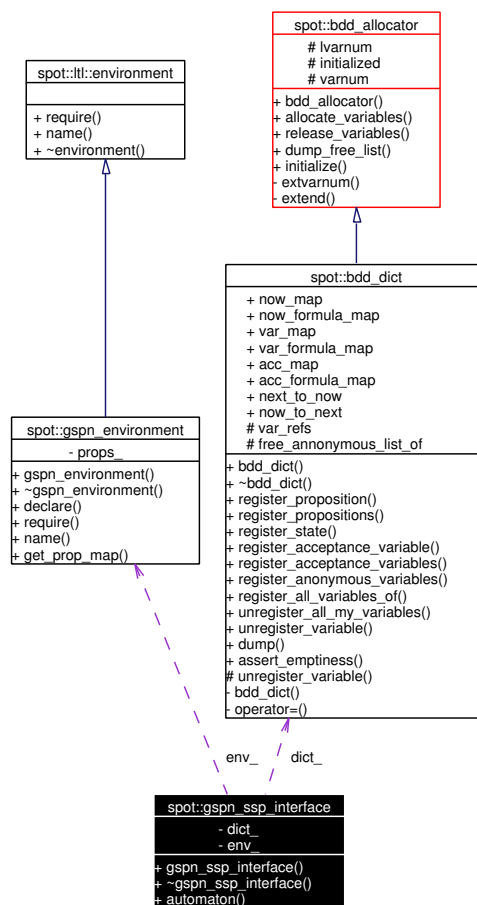 spot::bdd_allocator
# lvarnum
# initialized
# varnum
+ bdd_allocator()
+ allocate_variables()
+ release_variables()
+ dump_free_list()
+ initialize()
- extvarnum()
- extend()
spot::ltl::environment
+ require()
+ name()
+ ~environment()
spot::bdd_dict
+ now_map
+ now_formula_map
+ var_map
+ var_formula_map
+ acc_map
+ acc_formula_map
+ next_to_now
+ now_to_next
# var_refs
# free_annonymous_list_of
+ bdd_dict()
+ ~bdd_dict()
+ register_proposition()
+ register_propositions()
+ register_state()
+ register_acceptance_variable()
+ register_acceptance_variables()
+ register_anonymous_variables()
+ register_all_variables_of()
+ unregister_all_my_variables()
+ unregister_variable()
+ dump()
+ assert_emptiness()
# unregister_variable()
- bdd_dict()
- operator=()
spot::gspn_environment
- props_
+ gspn_environment()
+ ~gspn_environment()
+ declare()
+ require()
+ name()
+ get_prop_map()
env_
dict_
spot::gspn_ssp_interface
- dict_
- env_
+ gspn_ssp_interface()
+ ~gspn_ssp_interface()
+ automaton()